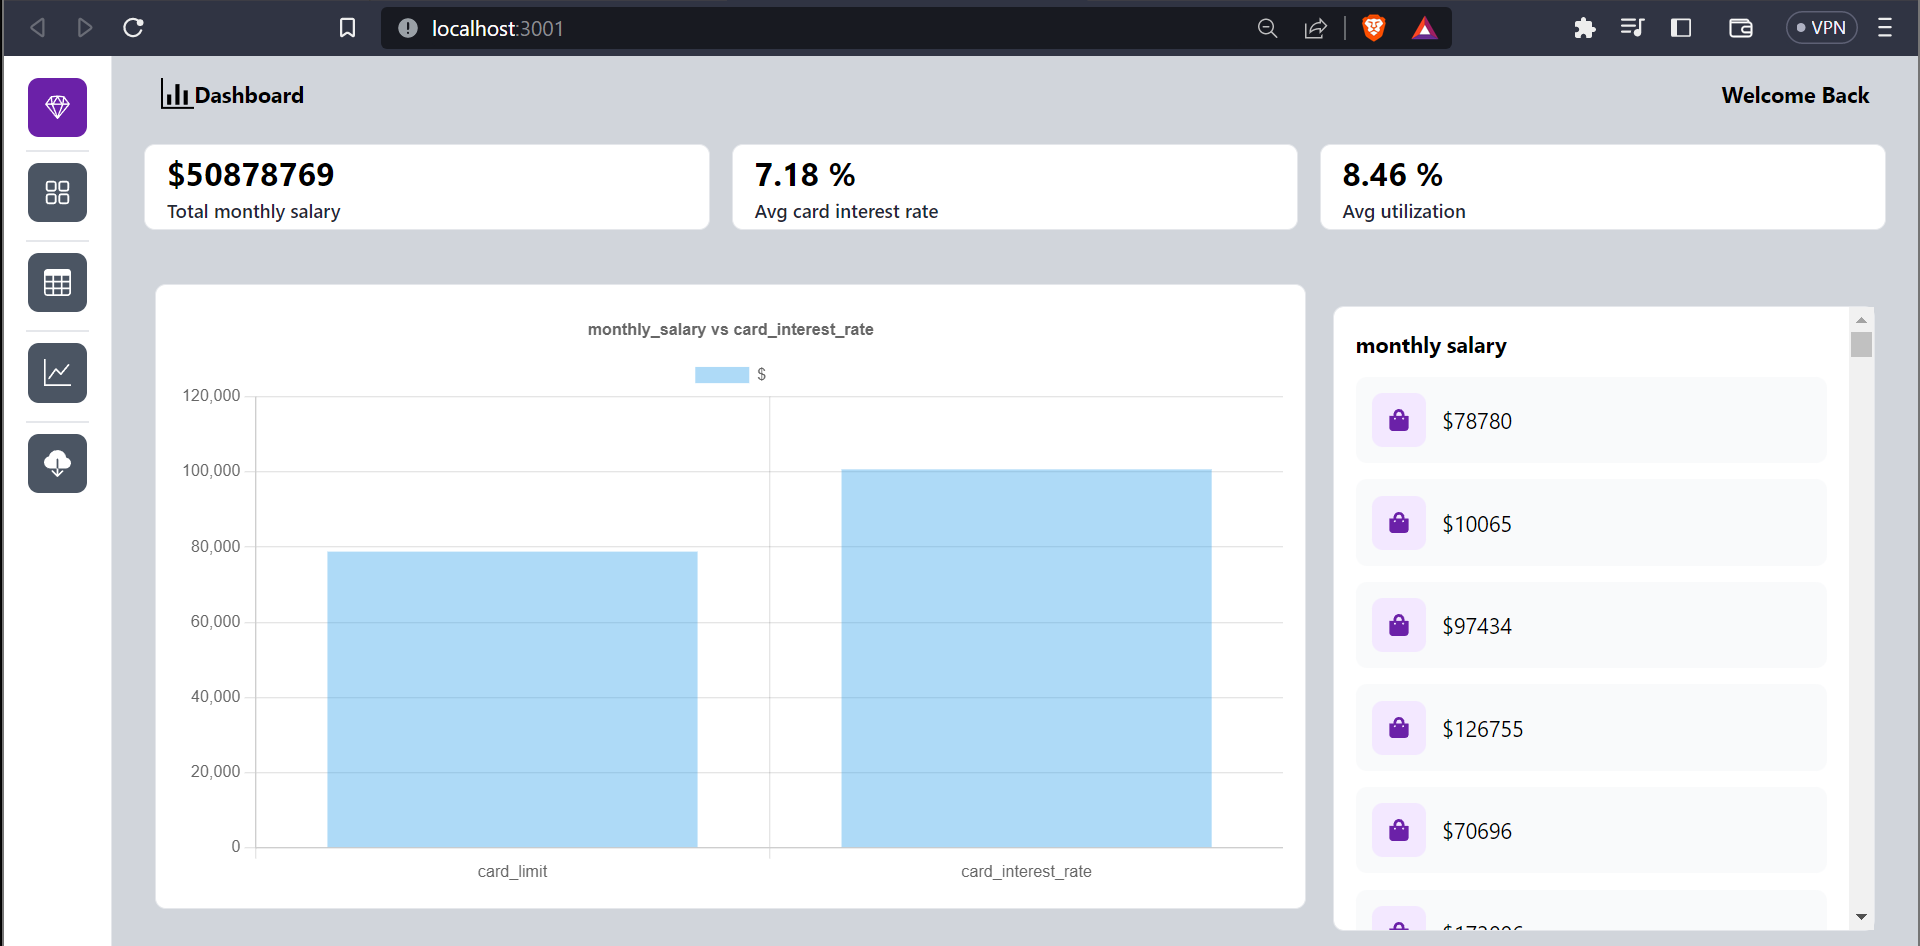 localhost:3001
VPN
Dashboard
Welcome Back
$50878769
Total monthly salary
7.18 %
Avg card interest rate
8.46 %
Avg utilization
monthly_salary vs card_interest_rate
$
120,000
100,000
80,000
60,000
40,000
20,000
0
card_limit
card_interest_rate
monthly salary
$78780
$10065
$97434
$126755
$70696